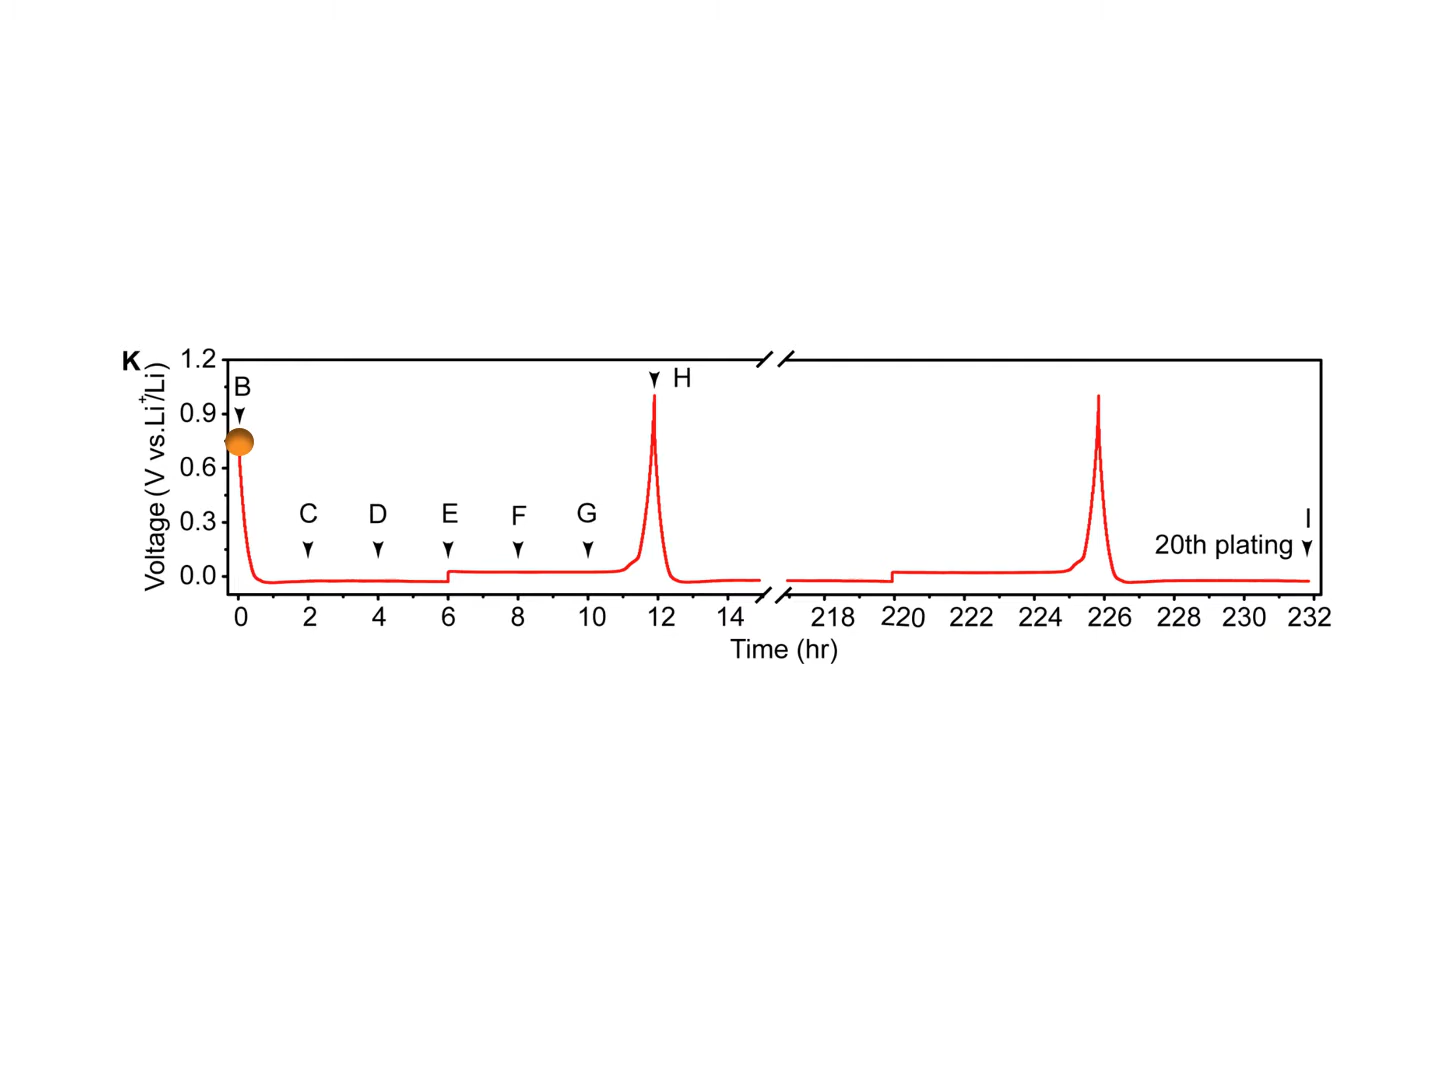 K
1.2
0.9
0.6
0.3
0.0
Voltage (V vs.Li⁺/Li)
B
C
D
E
F
G
H
I
20th plating
0 2 4 6 8 10 12 14 218 220 222 224 226 228 230 232
Time (hr)